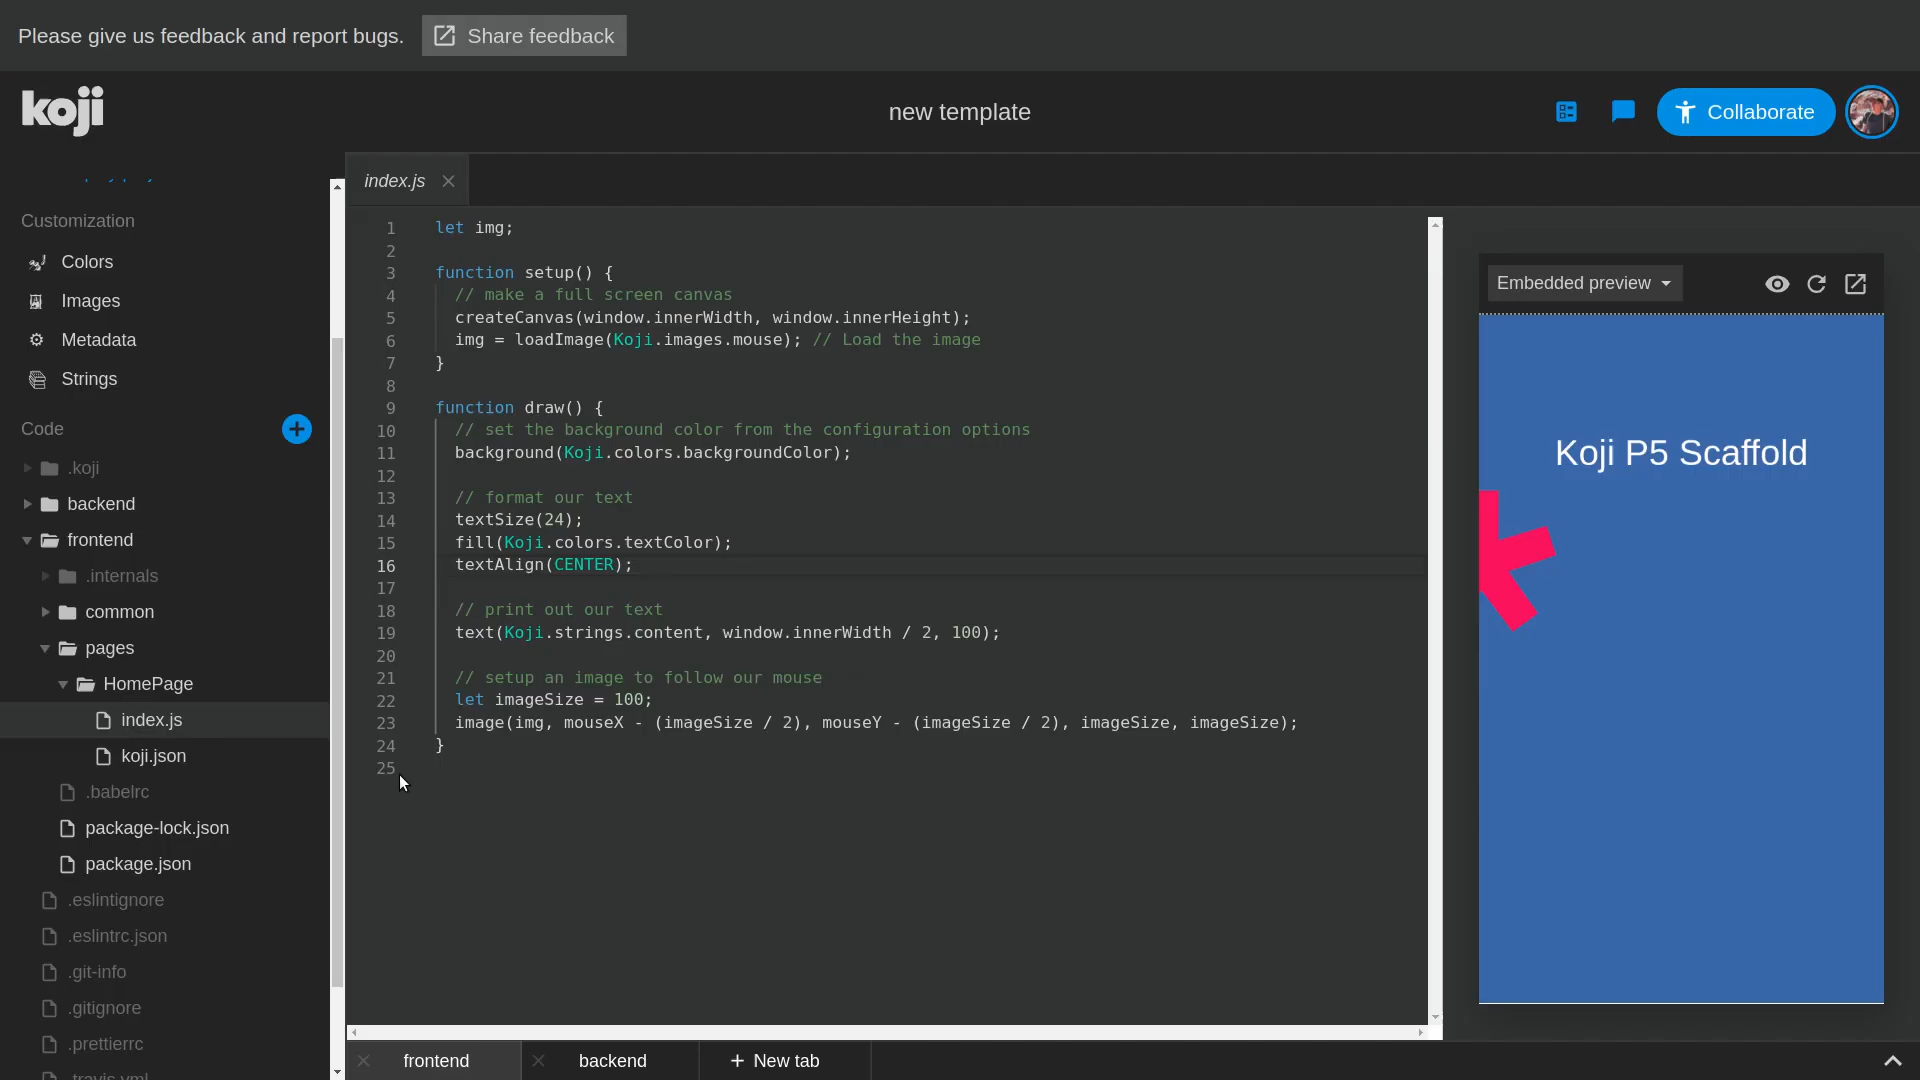 Please give us feedback and report bugs. Share feedback
koji
new template
Collaborate
index.js
Customization
Colors
Images
Metadata
Strings
Code
.koji
backend
frontend
.internals
common
pages
HomePage
index.js
koji.json
.babelrc
package-lock.json
package.json
.eslintignore
.eslintrc.json
.git-info
.gitignore
.prettierrc
.travis.yml
1 let img;
2
3 function setup() {
4 // make a full screen canvas
5 createCanvas(window.innerWidth, window.innerHeight);
6 img = loadImage(Koji.images.mouse); // Load the image
7 }
8
9 function draw() {
10 // set the background color from the configuration options
11 background(Koji.colors.backgroundColor);
12
13 // format our text
14 textSize(24);
15 fill(Koji.colors.textColor);
16 textAlign(CENTER);
17
18 // print out our text
19 text(Koji.strings.content, window.innerWidth / 2, 100);
20
21 // setup an image to follow our mouse
22 let imageSize = 100;
23 image(img, mouseX - (imageSize / 2), mouseY - (imageSize / 2), imageSize, imageSize);
24 }
25
Embedded preview
Koji P5 Scaffold
frontend
backend
+ New tab